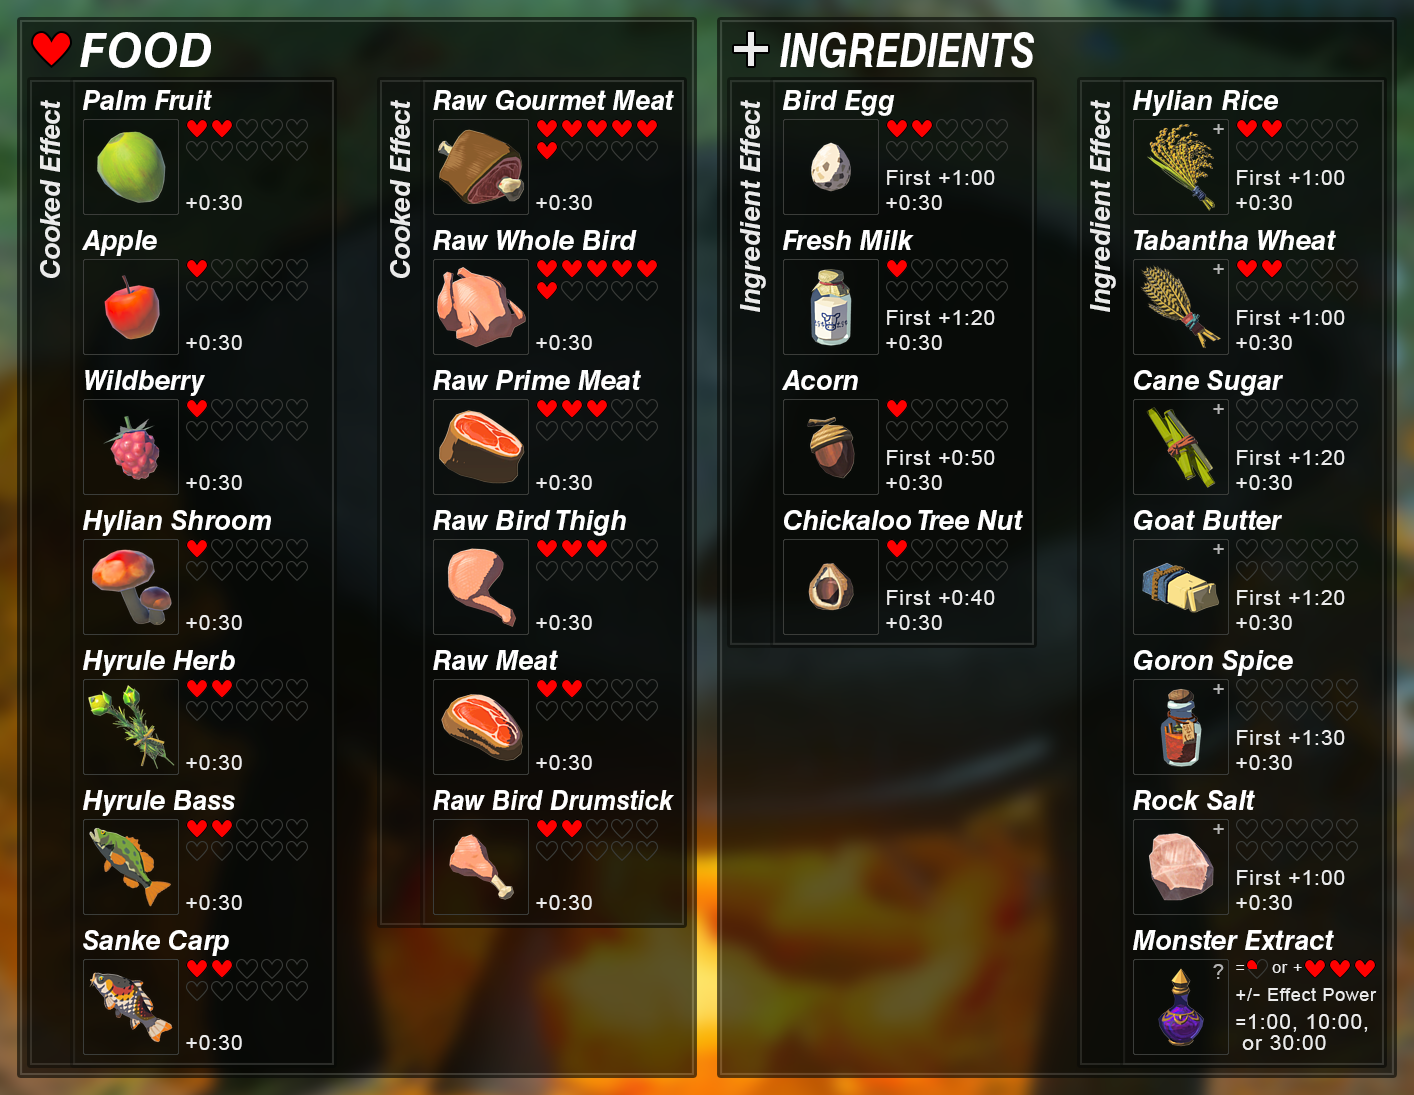 FOOD
Cooked Effect
Palm Fruit
+0:30
Apple
+0:30
Wildberry
+0:30
Hylian Shroom
+0:30
Hyrule Herb
+0:30
Hyrule Bass
+0:30
Sanke Carp
+0:30
Cooked Effect
Raw Gourmet Meat
+0:30
Raw Whole Bird
+0:30
Raw Prime Meat
+0:30
Raw Bird Thigh
+0:30
Raw Meat
+0:30
Raw Bird Drumstick
+0:30
+ INGREDIENTS
Ingredient Effect
Bird Egg
First +1:00
+0:30
Fresh Milk
First +1:20
+0:30
Acorn
First +0:50
+0:30
Chickaloo Tree Nut
First +0:40
+0:30
Ingredient Effect
Hylian Rice
+
First +1:00
+0:30
Tabantha Wheat
+
First +1:00
+0:30
Cane Sugar
+
First +1:20
+0:30
Goat Butter
+
First +1:20
+0:30
Goron Spice
+
First +1:30
+0:30
Rock Salt
+
First +1:00
+0:30
Monster Extract
?
= or +
+/- Effect Power
=1:00, 10:00,
or 30:00